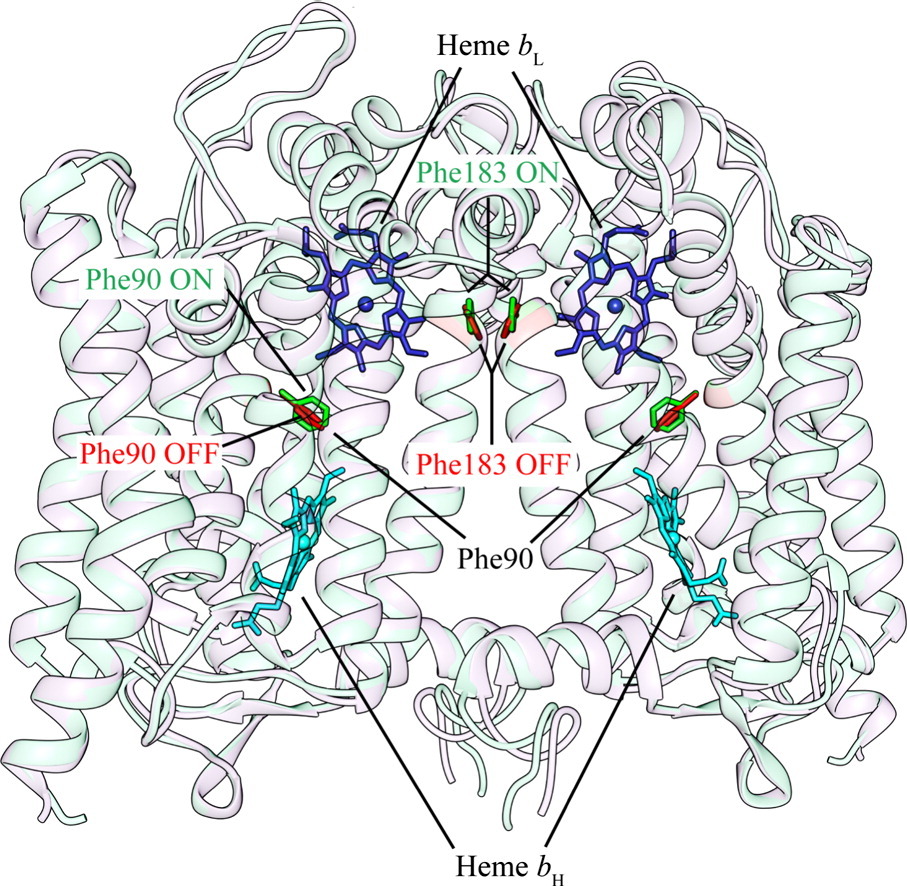 Heme bL
Phe183 ON
Phe90 ON
Phe90 OFF
Phe183 OFF
Phe90
Heme bH